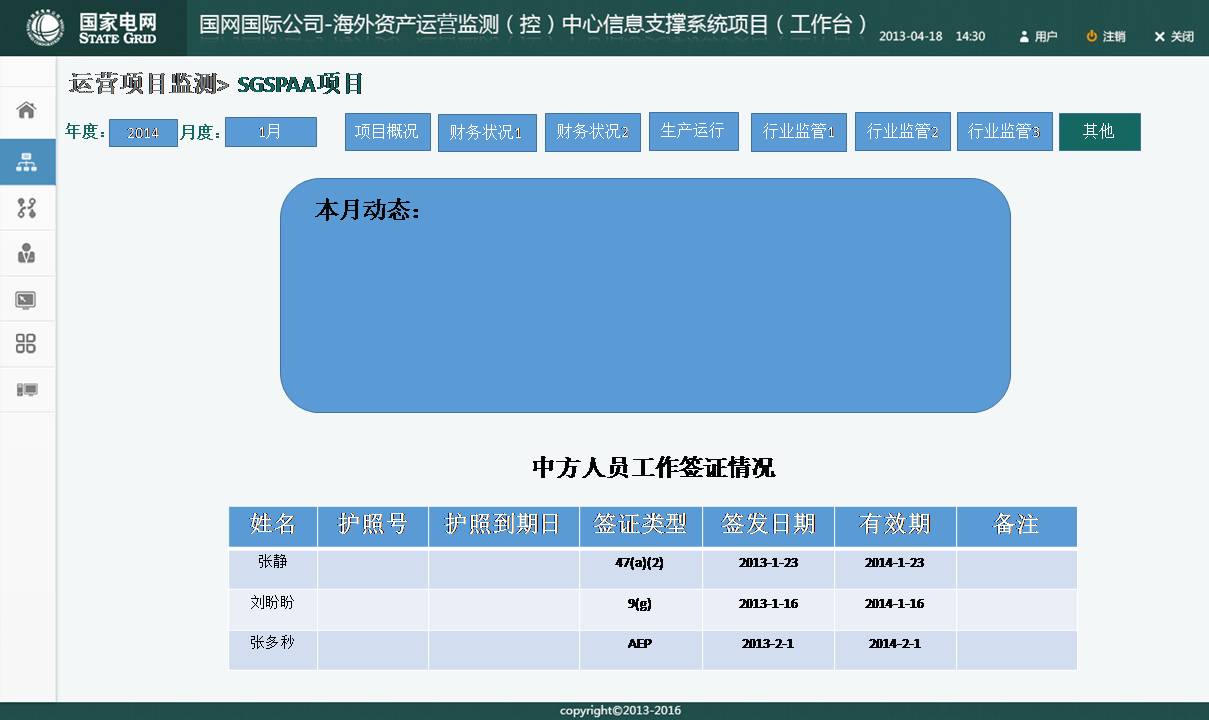 国家电网
STATE GRID
国网国际公司-海外资产运营监测（控）中心信息支撑系统项目（工作台）
2013-04-18 14:30 用户 注销 关闭
运营项目监测> SGSPAA项目
年度： 2014 月度： 1月 项目概况 财务状况1 财务状况2 生产运行 行业监管1 行业监管2 行业监管3 其他
本月动态：
中方人员工作签证情况
姓名 护照号 护照到期日 签证类型 签发日期 有效期 备注
张静 47(a)(2) 2013-1-23 2014-1-23
刘盼盼 9(g) 2013-1-16 2014-1-16
张多秒 AEP 2013-2-1 2014-2-1
copyright©2013-2016